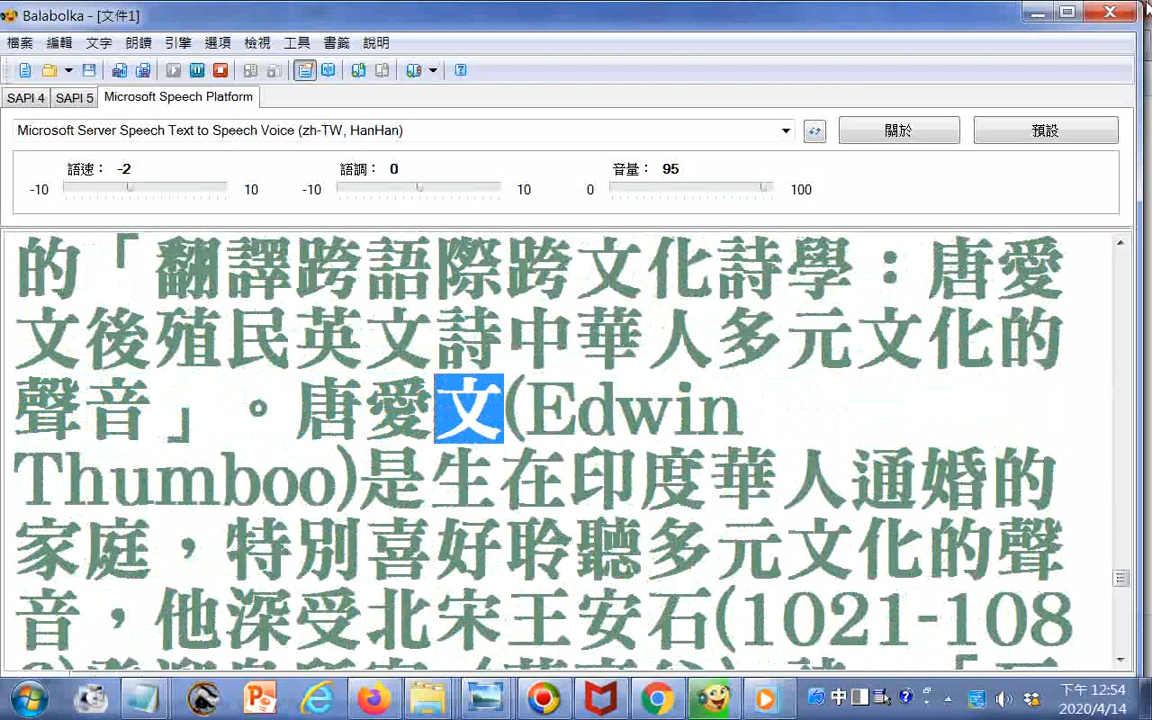 Balabolka - [文件1]
檔案 編輯 文字 朗讀 引擎 選項 檢視 工具 書籤 說明
SAPI 4 SAPI 5 Microsoft Speech Platform
Microsoft Server Speech Text to Speech Voice (zh-TW, HanHan) 關於 預設
語速： -2 語調： 0 音量： 95
-10 10 -10 10 0 100
的「翻譯跨語際跨文化詩學：唐愛
文後殖民英文詩中華人多元文化的
聲音」。唐愛文(Edwin
Thumboo)是生在印度華人通婚的
家庭，特別喜好聆聽多元文化的聲
音，他深受北宋王安石(1021-108
中 下午 12:54
2020/4/14